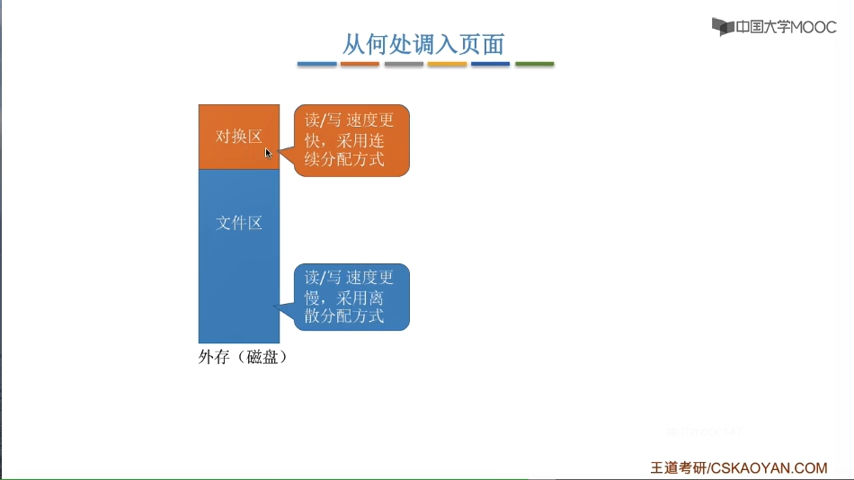 从何处调入页面
中国大学MOOC
对换区
读/写 速度更
快，采用连
续分配方式
文件区
读/写 速度更
慢，采用离
散分配方式
外存（磁盘）
王道考研/CSKAOYAN.COM